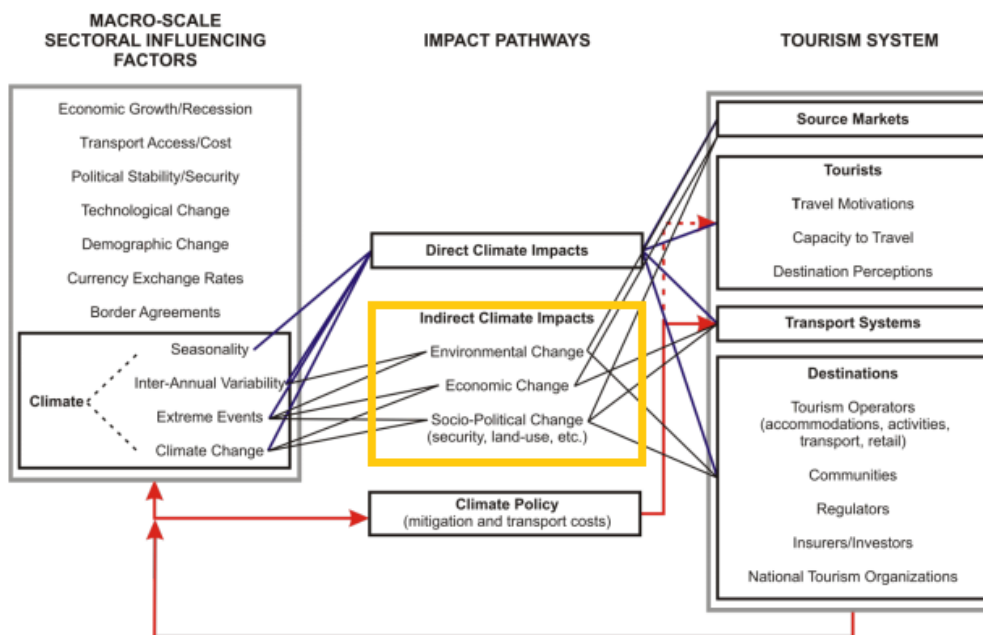 MACRO-SCALE
SECTORAL INFLUENCING
FACTORS
Economic Growth/Recession
Transport Access/Cost
Political Stability/Security
Technological Change
Demographic Change
Currency Exchange Rates
Border Agreements
Climate
Seasonality
Inter-Annual Variability
Extreme Events
Climate Change
IMPACT PATHWAYS
Direct Climate Impacts
Indirect Climate Impacts
Environmental Change
Economic Change
Socio-Political Change
(security, land-use, etc.)
Climate Policy
(mitigation and transport costs)
TOURISM SYSTEM
Source Markets
Tourists
Travel Motivations
Capacity to Travel
Destination Perceptions
Transport Systems
Destinations
Tourism Operators
(accommodations, activities,
transport, retail)
Communities
Regulators
Insurers/Investors
National Tourism Organizations